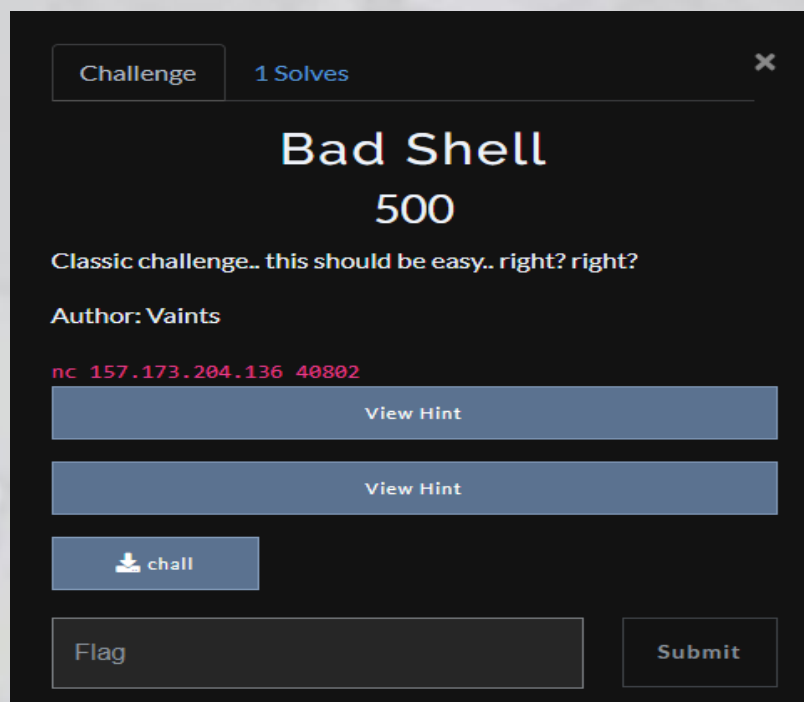 Challenge
1 Solves
×
Bad Shell
500
Classic challenge.. this should be easy.. right? right?
Author: Vaints
nc 157.173.204.136 40802
View Hint
View Hint
chall
Flag
Submit